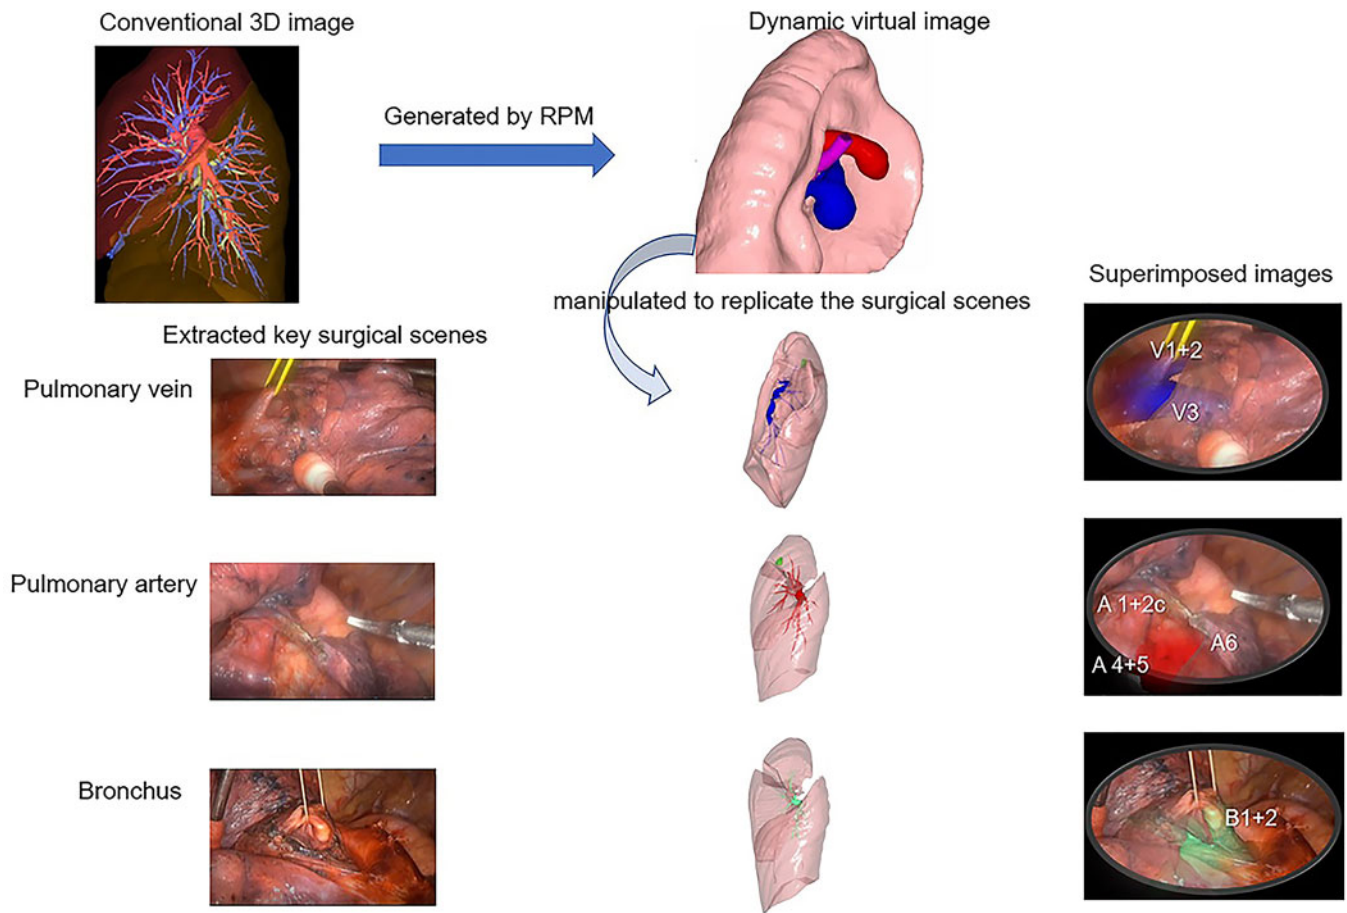 Conventional 3D image
Dynamic virtual image
Generated by RPM
manipulated to replicate the surgical scenes
Superimposed images
Extracted key surgical scenes
Pulmonary vein
V1+2
V3
Pulmonary artery
A 1+2c
A6
A 4+5
Bronchus
B1+2